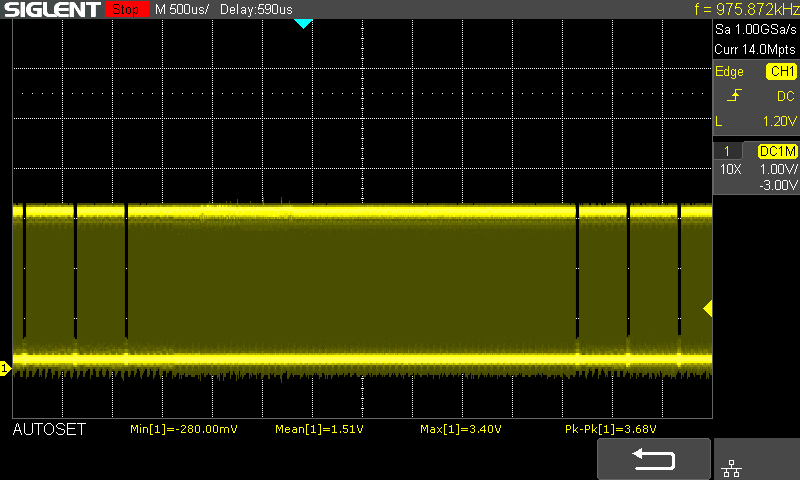 SIGLENT Stop M 500us/ Delay:590us f = 975.872kHz
Sa 1.00GSa/s
Curr 14.0Mpts
Edge CH1
DC
L 1.20V
1 DC1M
10X 1.00V/
-3.00V
1
AUTOSET Min[1]=-280.00mV Mean[1]=1.51V Max[1]=3.40V Pk-Pk[1]=3.68V